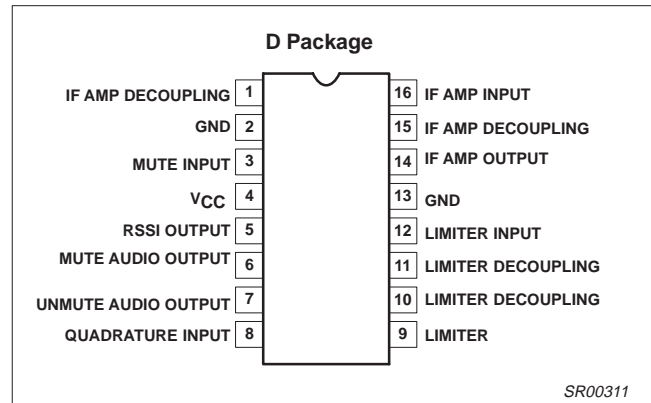 D Package
IF AMP DECOUPLING 1
GND 2
MUTE INPUT 3
VCC 4
RSSI OUTPUT 5
MUTE AUDIO OUTPUT 6
UNMUTE AUDIO OUTPUT 7
QUADRATURE INPUT 8
16 IF AMP INPUT
15 IF AMP DECOUPLING
14 IF AMP OUTPUT
13 GND
12 LIMITER INPUT
11 LIMITER DECOUPLING
10 LIMITER DECOUPLING
9 LIMITER
SR00311